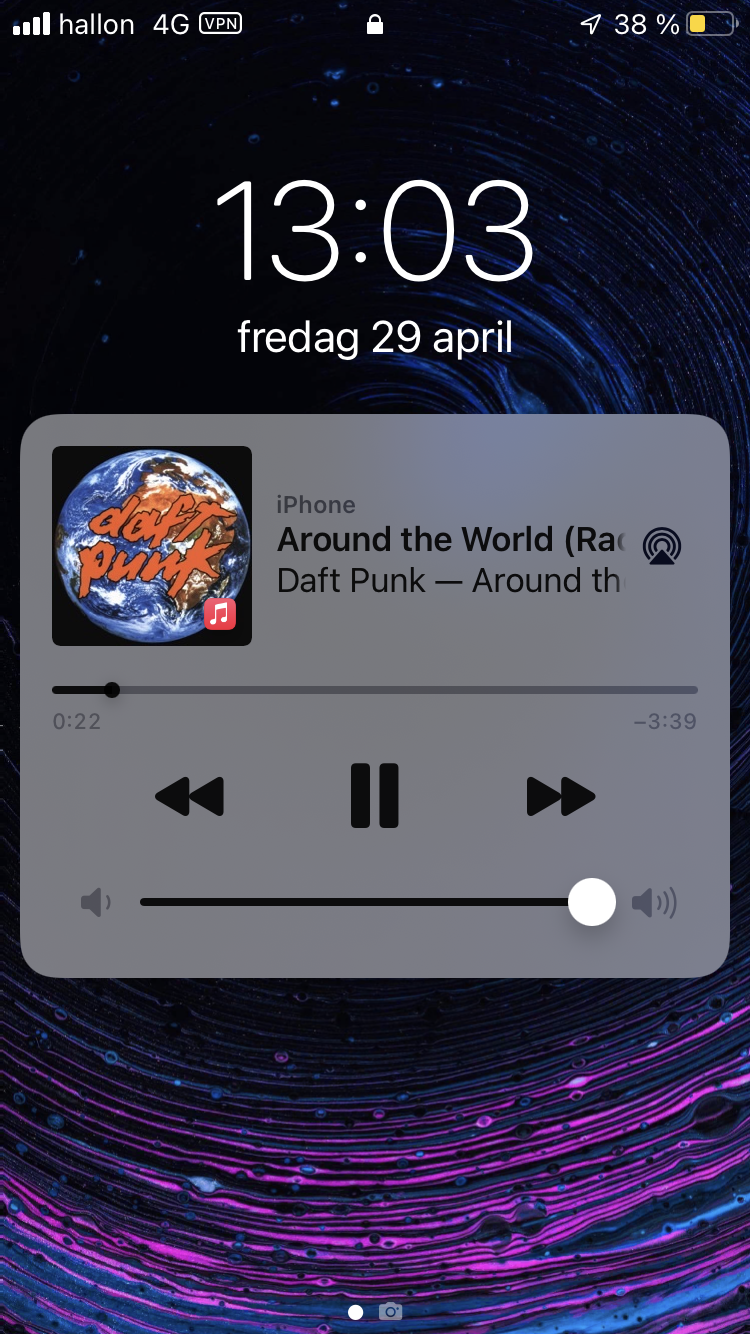 hallon 4G VPN 38 %
13:03
fredag 29 april
daft
punk
iPhone
Around the World (Ra
Daft Punk — Around th
0:22 –3:39